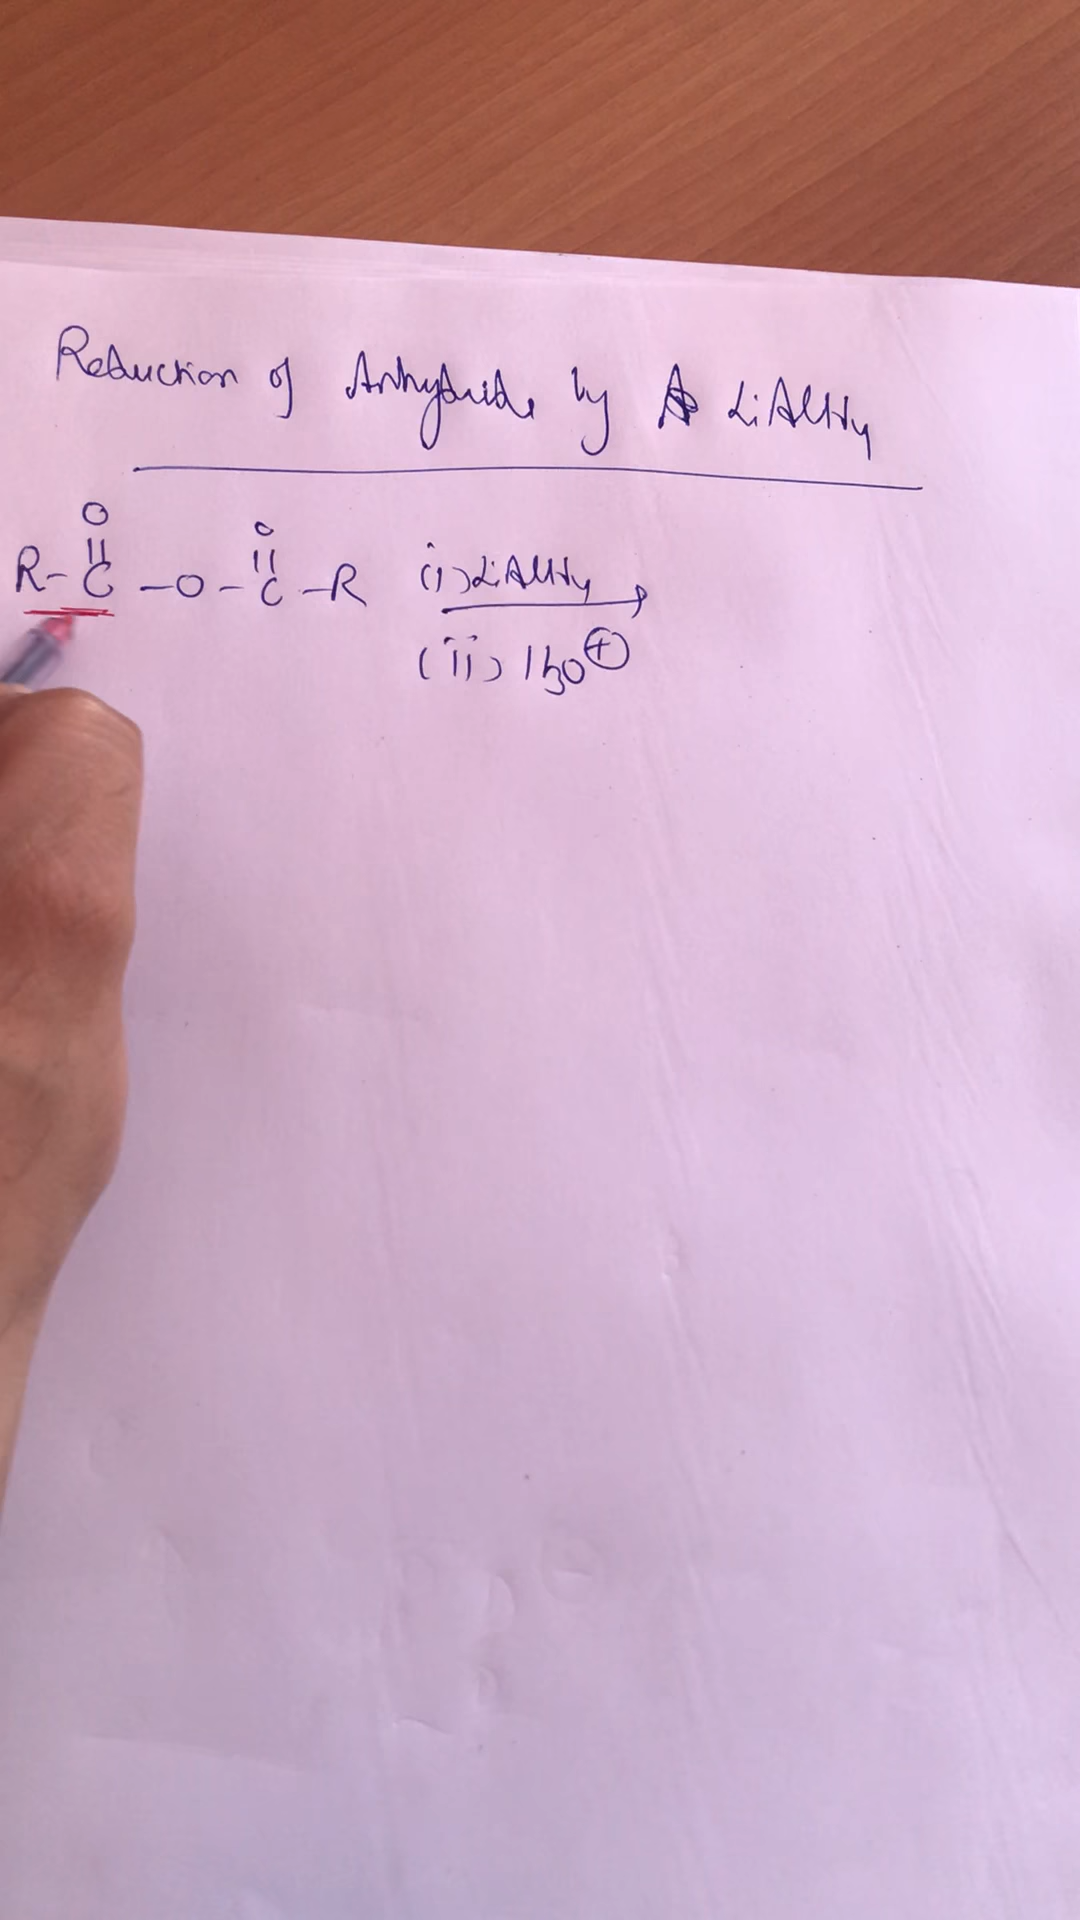 Reduction of Anhydride by LiAlH4
O O
|| ||
R-C-O-C-R (i) LiAlH4
(ii) H3O⊕